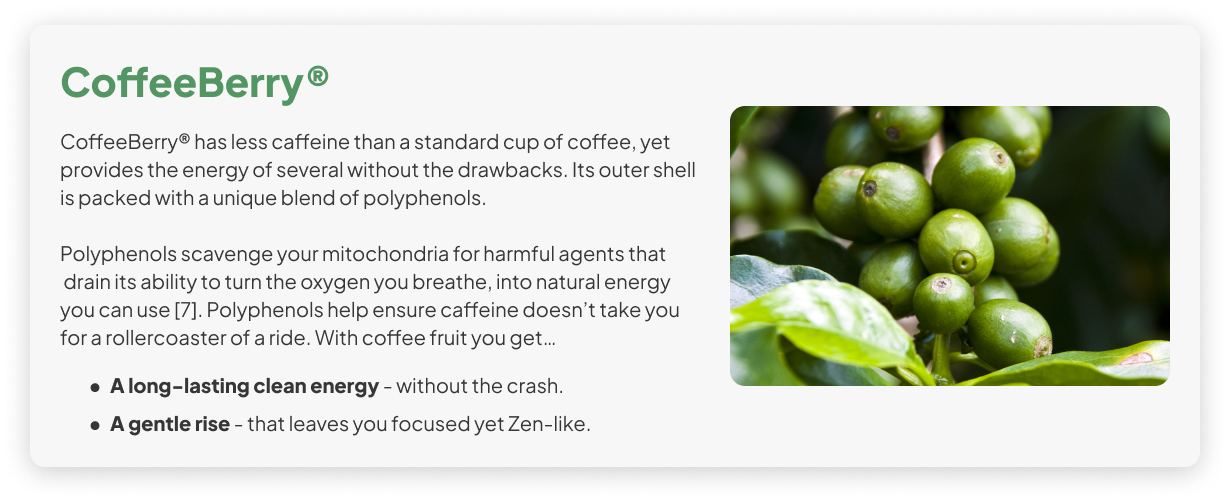 CoffeeBerry®
CoffeeBerry® has less caffeine than a standard cup of coffee, yet
provides the energy of several without the drawbacks. Its outer shell
is packed with a unique blend of polyphenols.
Polyphenols scavenge your mitochondria for harmful agents that
drain its ability to turn the oxygen you breathe, into natural energy
you can use [7]. Polyphenols help ensure caffeine doesn’t take you
for a rollercoaster of a ride. With coffee fruit you get…
● A long-lasting clean energy - without the crash.
● A gentle rise - that leaves you focused yet Zen-like.